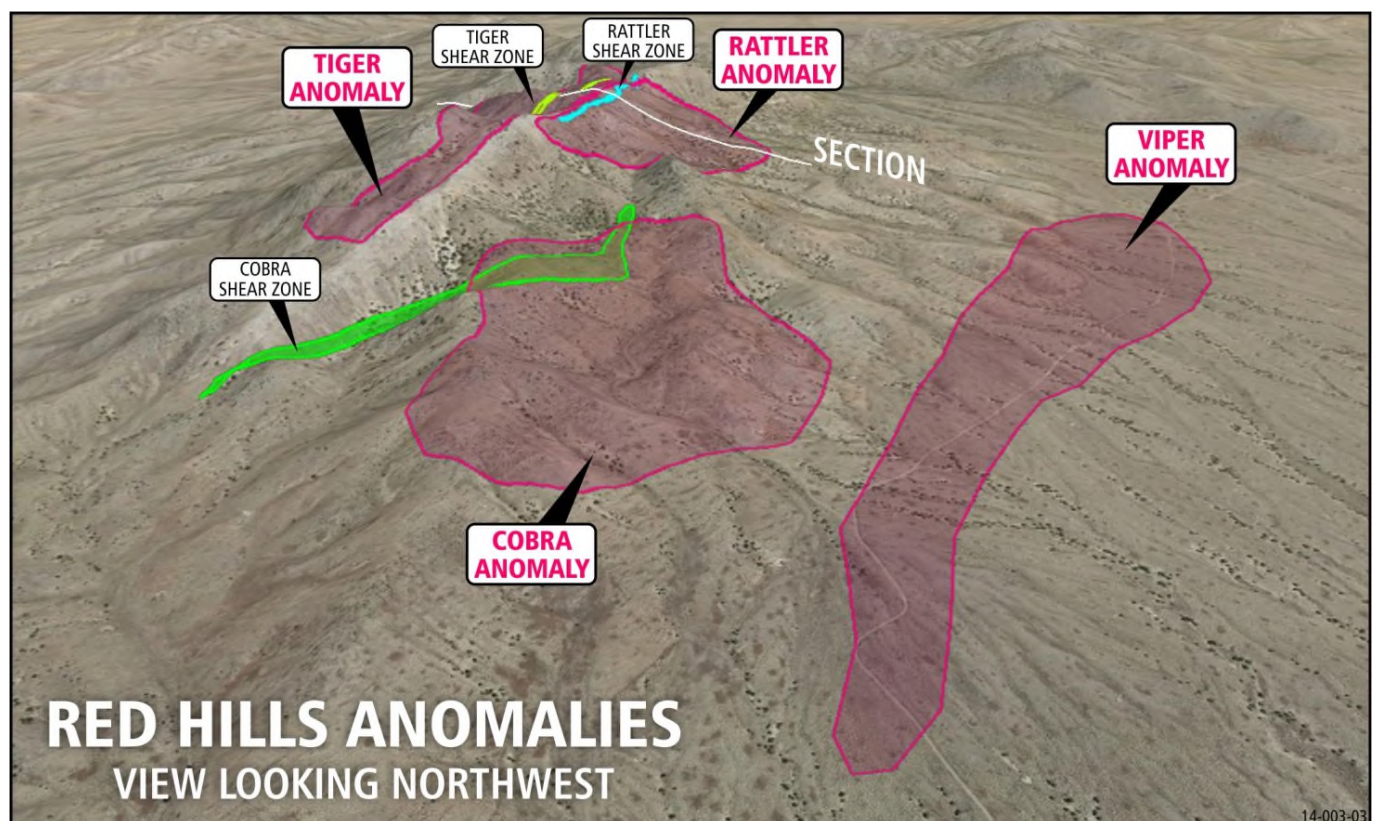 TIGER
SHEAR ZONE
RATTLER
SHEAR ZONE
TIGER
ANOMALY
RATTLER
ANOMALY
SECTION
VIPER
ANOMALY
COBRA
SHEAR ZONE
COBRA
ANOMALY
RED HILLS ANOMALIES
VIEW LOOKING NORTHWEST
14-003-03